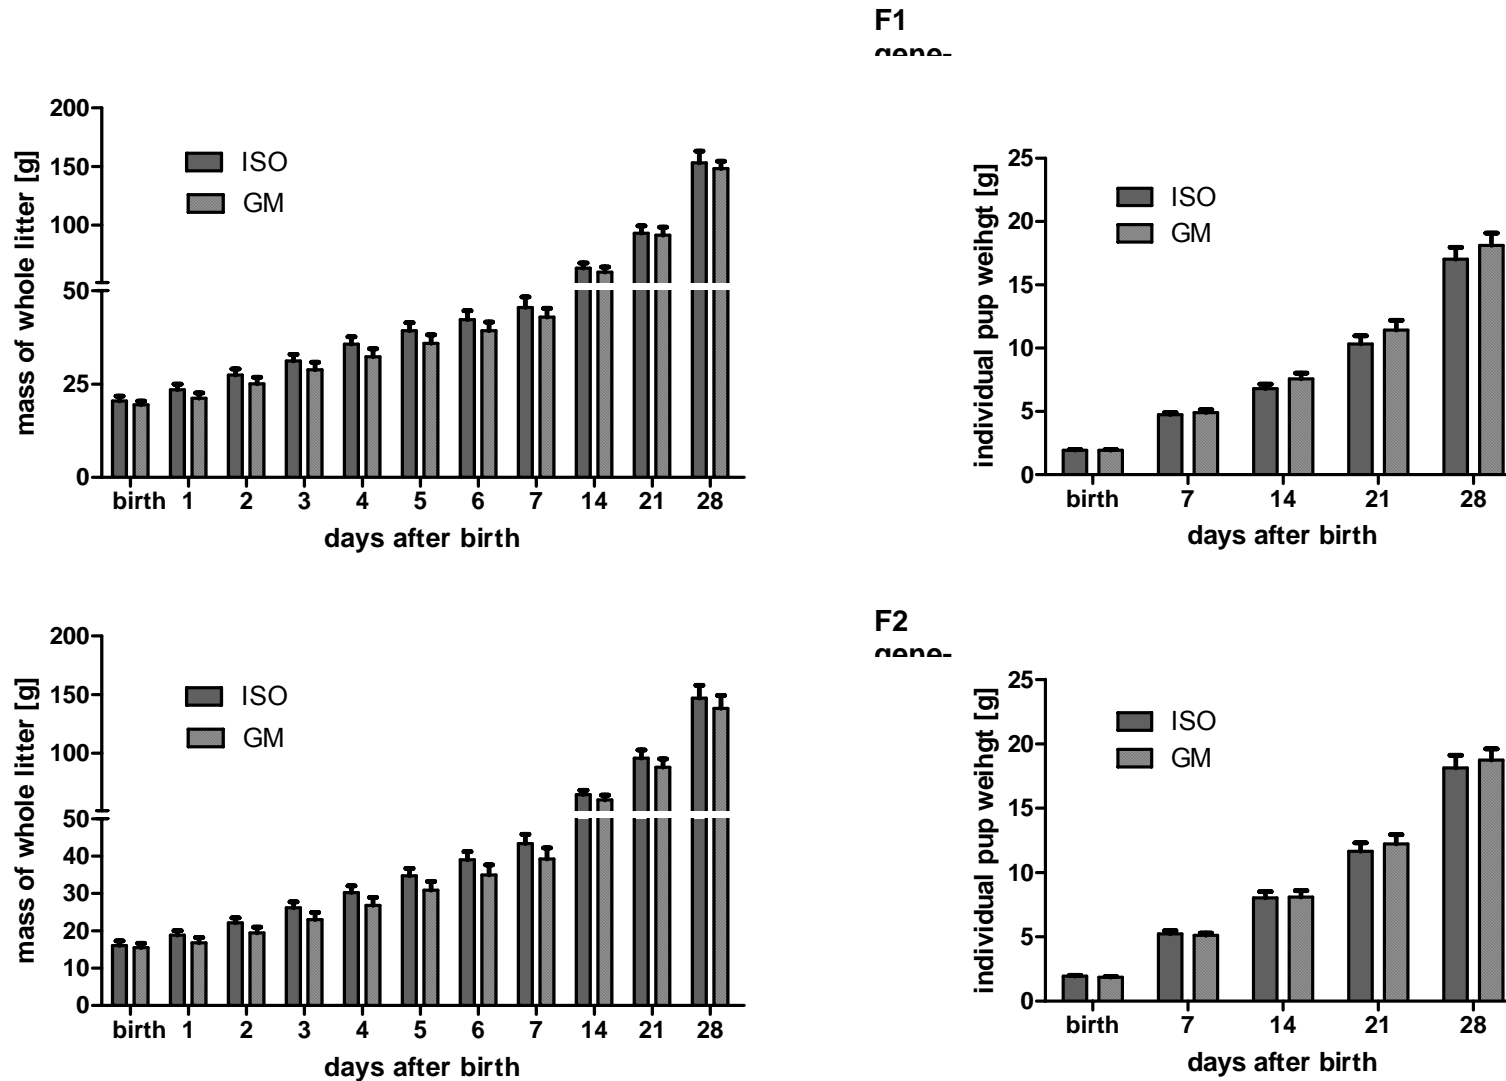 F1
gene-
mass of whole litter [g]
200
150
100
50
25
0
ISO
GM
birth 1 2 3 4 5 6 7 14 21 28
days after birth
individual pup weihgt [g]
25
20
15
10
5
0
ISO
GM
birth 7 14 21 28
days after birth
F2
gene-
mass of whole litter [g]
200
150
100
50
40
30
20
10
0
ISO
GM
birth 1 2 3 4 5 6 7 14 21 28
days after birth
individual pup weihgt [g]
25
20
15
10
5
0
ISO
GM
birth 7 14 21 28
days after birth